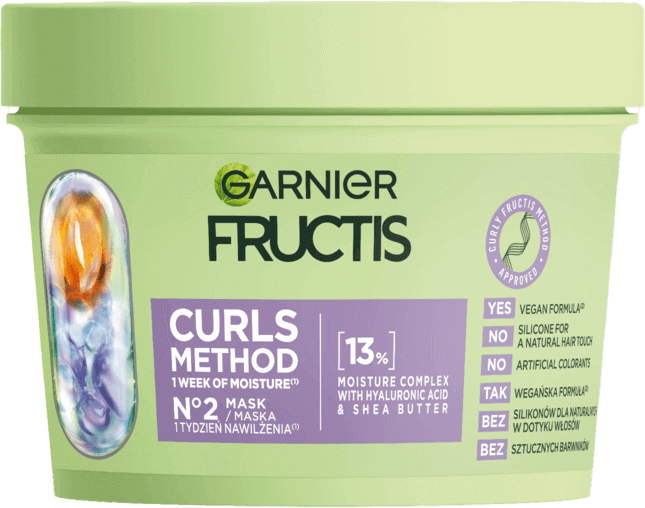 GARNIER
FRUCTIS
CURLS
METHOD
1 WEEK OF MOISTURE(1)
Nº2 MASK
/ MASKA
1 TYDZIEŃ NAWILŻENIA(1)
[13%]
MOISTURE COMPLEX
WITH HYALURONIC ACID
& SHEA BUTTER
CURLY FRUCTIS METHOD
• APPROVED •
YES VEGAN FORMULA(2)
NO SILICONE FOR
A NATURAL HAIR TOUCH
NO ARTIFICIAL COLORANTS
TAK WEGAŃSKA FORMUŁA(2)
BEZ SILIKONÓW DLA NATURALNYCH
W DOTYKU WŁOSÓW
BEZ SZTUCZNYCH BARWNIKÓW